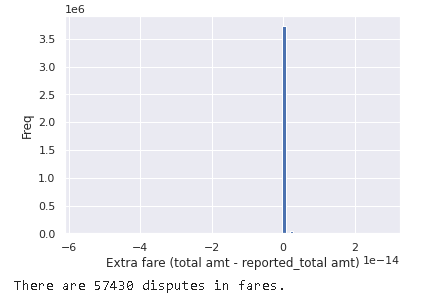 1e6
3.5
3.0
2.5
2.0
1.5
1.0
0.5
0.0
Freq
−6 −4 −2 0 2
Extra fare (total amt - reported_total amt) 1e−14
There are 57430 disputes in fares.